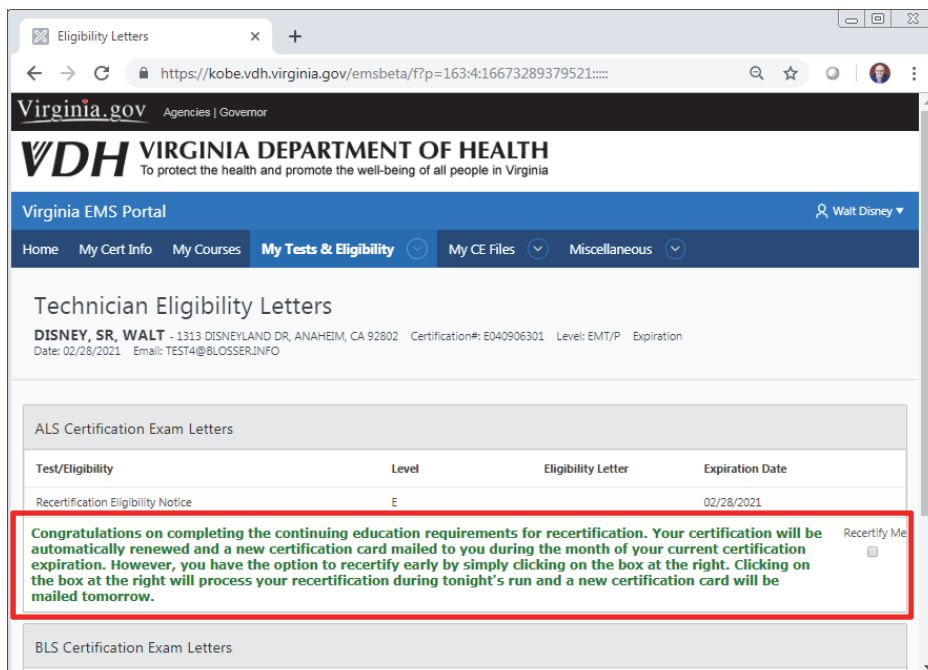 Eligibility Letters
https://kobe.vdh.virginia.gov/emsbeta/f?p=163:4:16673289379521:::::
Virginia.gov Agencies | Governor
VDH VIRGINIA DEPARTMENT OF HEALTH
To protect the health and promote the well-being of all people in Virginia
Virginia EMS Portal Walt Disney
Home My Cert Info My Courses My Tests & Eligibility My CE Files Miscellaneous
Technician Eligibility Letters
DISNEY, SR, WALT - 1313 DISNEYLAND DR, ANAHEIM, CA 92802 Certification#: E040906301 Level: EMT/P Expiration
Date: 02/28/2021 Email: TEST4@BLOSSER.INFO
ALS Certification Exam Letters
Test/Eligibility Level Eligibility Letter Expiration Date
Recertification Eligibility Notice E 02/28/2021
Congratulations on completing the continuing education requirements for recertification. Your certification will be Recertify Me
automatically renewed and a new certification card mailed to you during the month of your current certification
expiration. However, you have the option to recertify early by simply clicking on the box at the right. Clicking on
the box at the right will process your recertification during tonight's run and a new certification card will be
mailed tomorrow.
BLS Certification Exam Letters